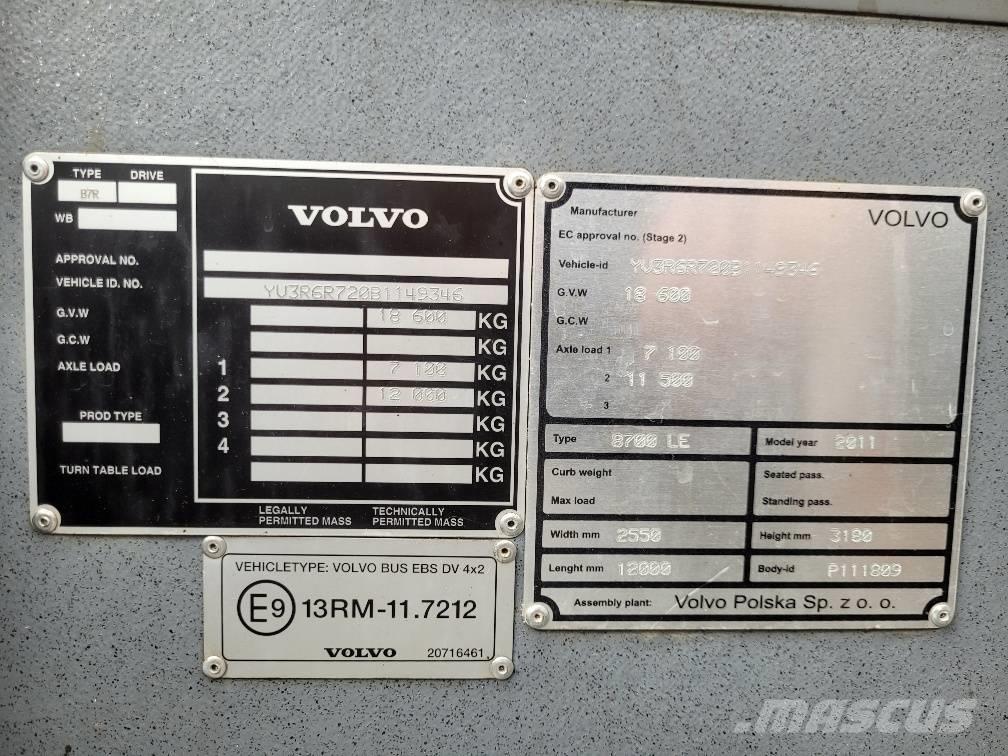 TYPE DRIVE
B7R
WB
VOLVO
APPROVAL NO.
VEHICLE ID. NO. YV3R6R720B1149346
G.V.W 18 600 KG
G.C.W KG
AXLE LOAD 1 7 100 KG
2 12 000 KG
PROD TYPE 3 KG
4 KG
TURN TABLE LOAD KG
LEGALLY PERMITTED MASS TECHNICALLY PERMITTED MASS
VEHICLETYPE: VOLVO BUS EBS DV 4x2
E9 13RM-11.7212
VOLVO 20716461
Manufacturer VOLVO
EC approval no. (Stage 2)
Vehicle-id YV3R6R720B1149346
G.V.W 18 600
G.C.W
Axle load 1 7 100
2 11 500
3
Type 8700 LE Model year 2011
Curb weight Seated pass.
Max load Standing pass.
Width mm 2550 Height mm 3180
Lenght mm 12000 Body-id P111809
Assembly plant: Volvo Polska Sp. z o. o.
MASCUS